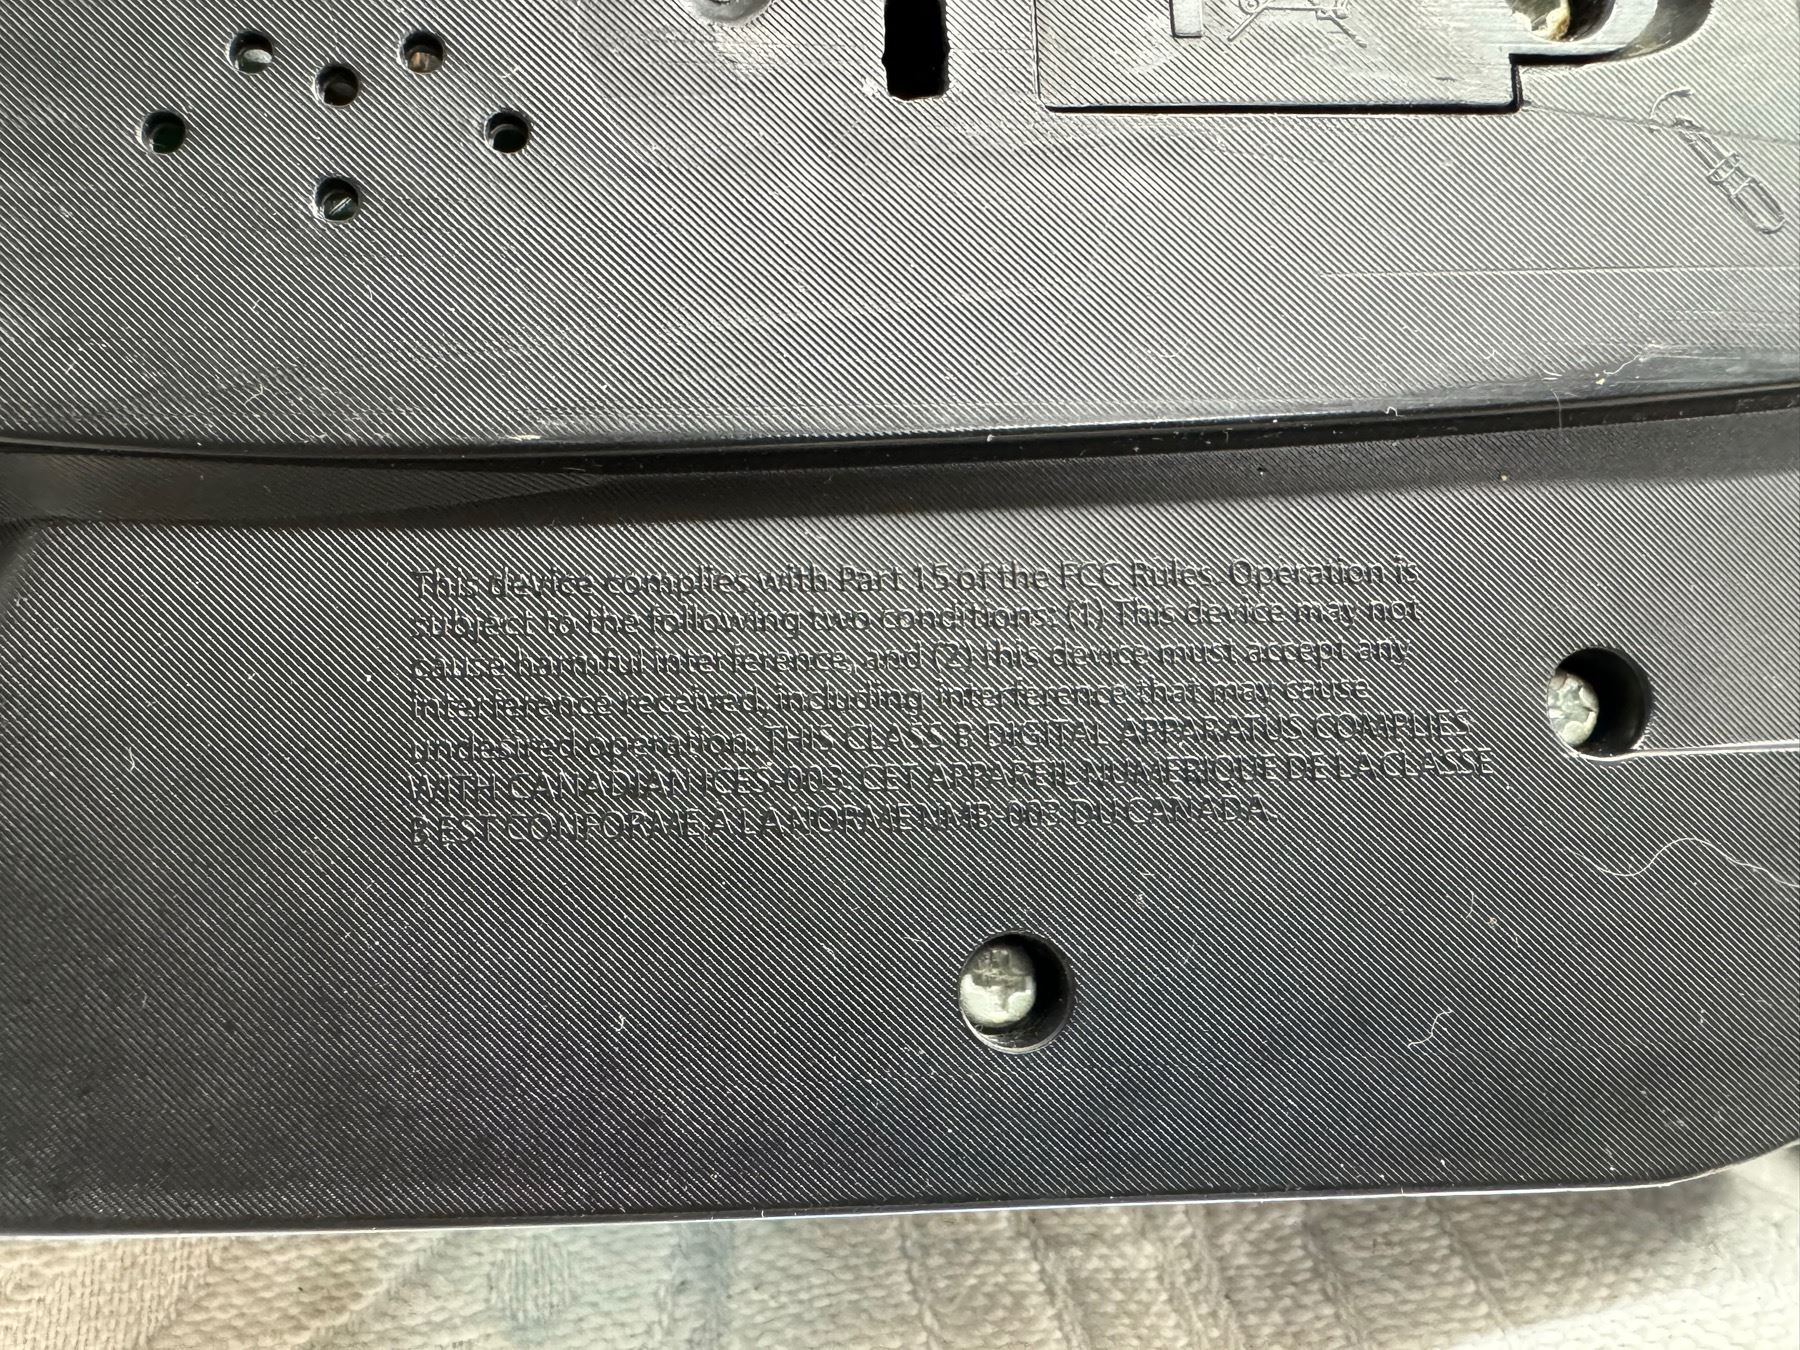 This device complies with Part 15 of the FCC Rules. Operation is
subject to the following two conditions: (1) This device may not
cause harmful interference, and (2) this device must accept any
interference received, including interference that may cause
undesired operation. THIS CLASS B DIGITAL APPARATUS COMPLIES
WITH CANADIAN ICES-003. CET APPAREIL NUMERIQUE DE LA CLASSE
B EST CONFORME A LA NORME NMB-003 DU CANADA.